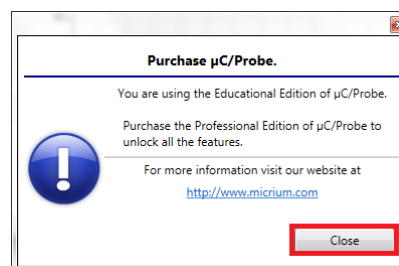 Purchase µC/Probe.
You are using the Educational Edition of µC/Probe.
Purchase the Professional Edition of µC/Probe to
unlock all the features.
For more information visit our website at
http://www.micrium.com
Close